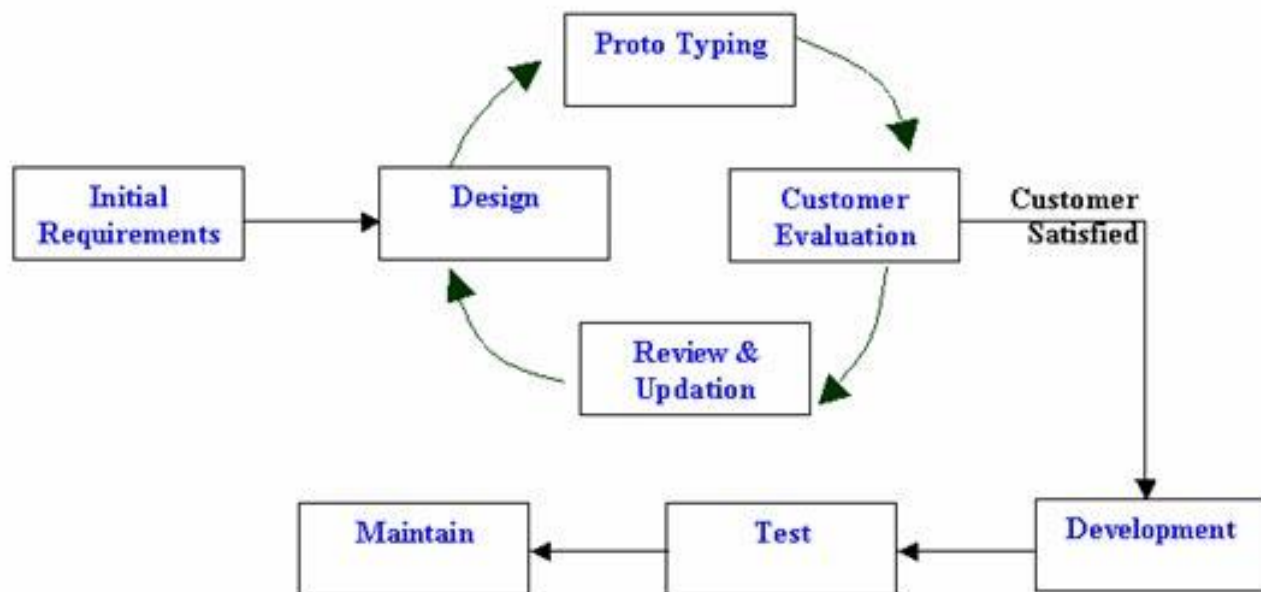 Proto Typing
Initial
Requirements
Design
Customer
Evaluation
Customer
Satisfied
Review &
Updation
Maintain
Test
Development